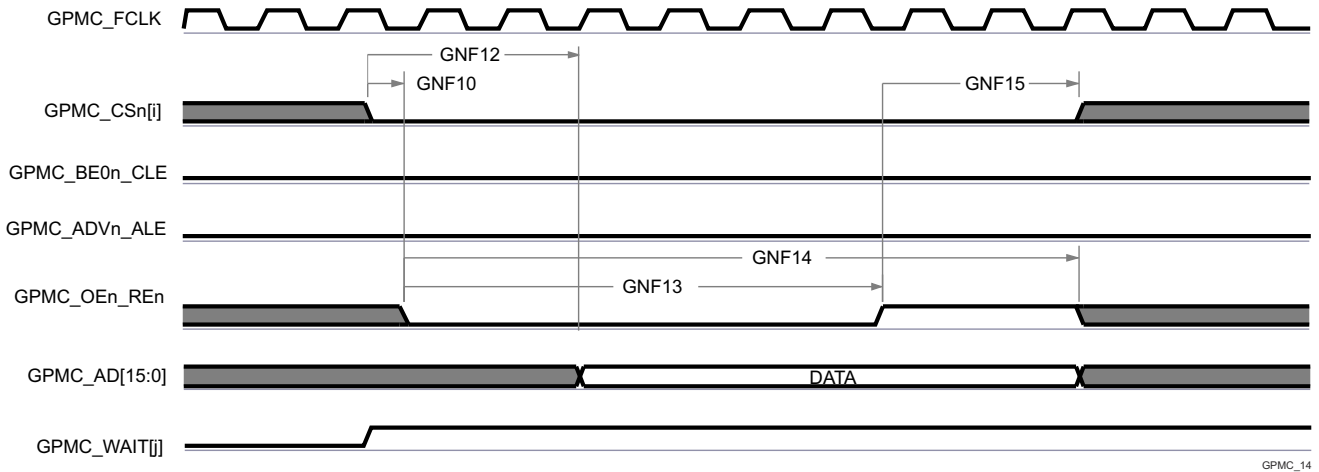 GPMC_FCLK
GNF12
GNF10
GNF15
GPMC_CSn[i]
GPMC_BE0n_CLE
GPMC_ADVn_ALE
GNF14
GNF13
GPMC_OEn_REn
GPMC_AD[15:0]
DATA
GPMC_WAIT[j]
GPMC_14